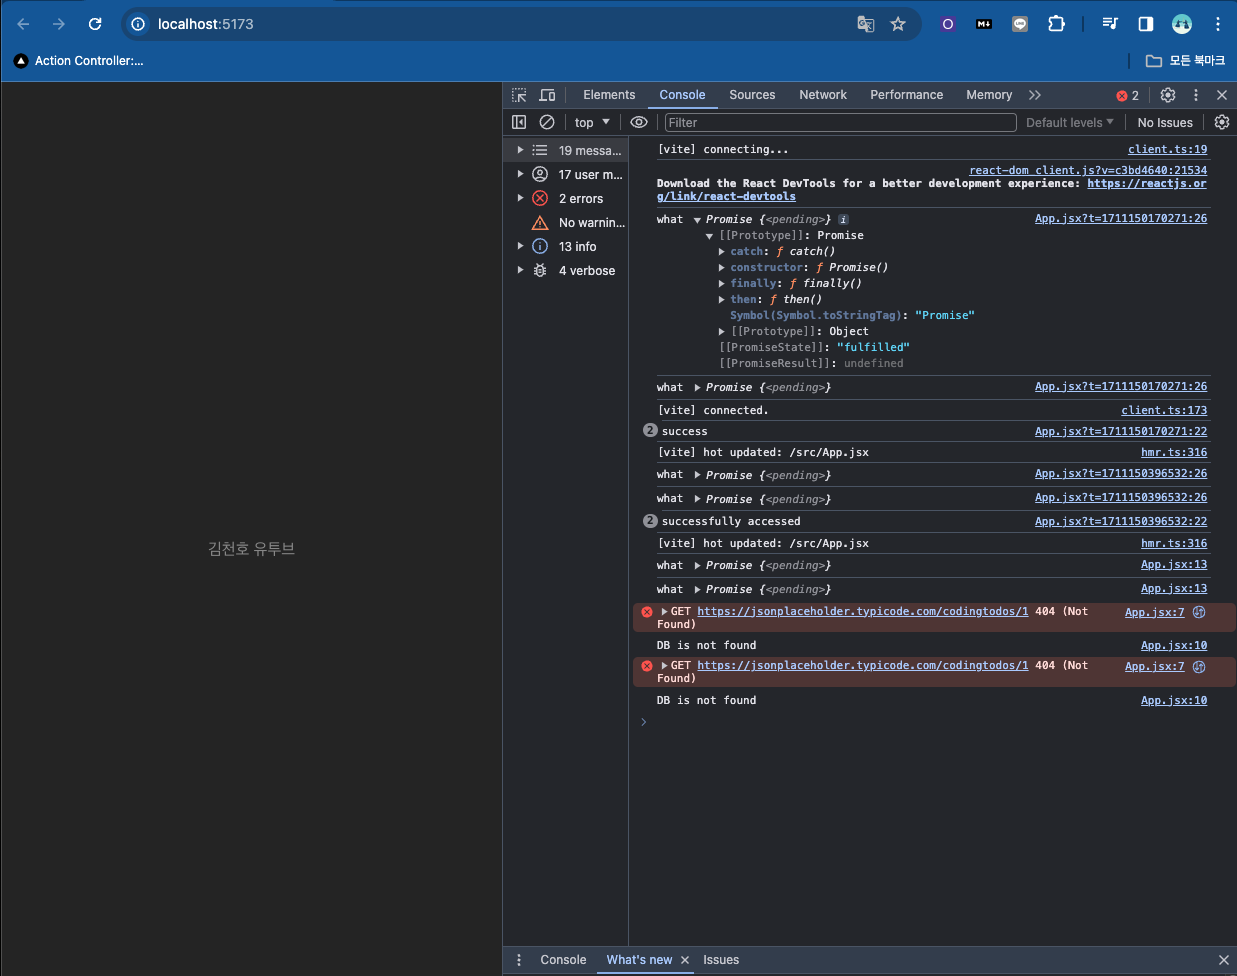 localhost:5173
Action Controller:...
모든 북마크
Elements Console Sources Network Performance Memory 2
top Filter Default levels No Issues
19 messa...
17 user m...
2 errors
No warnin...
13 info
4 verbose
[vite] connecting... client.ts:19
react-dom_client.js?v=c3bd4640:21534
Download the React DevTools for a better development experience: https://reactjs.or
g/link/react-devtools
what Promise {<pending>} i App.jsx?t=1711150170271:26
[[Prototype]]: Promise
catch: ƒ catch()
constructor: ƒ Promise()
finally: ƒ finally()
then: ƒ then()
Symbol(Symbol.toStringTag): "Promise"
[[Prototype]]: Object
[[PromiseState]]: "fulfilled"
[[PromiseResult]]: undefined
what Promise {<pending>} App.jsx?t=1711150170271:26
[vite] connected. client.ts:173
2 success App.jsx?t=1711150170271:22
[vite] hot updated: /src/App.jsx hmr.ts:316
what Promise {<pending>} App.jsx?t=1711150396532:26
what Promise {<pending>} App.jsx?t=1711150396532:26
2 successfully accessed App.jsx?t=1711150396532:22
[vite] hot updated: /src/App.jsx hmr.ts:316
what Promise {<pending>} App.jsx:13
what Promise {<pending>} App.jsx:13
GET https://jsonplaceholder.typicode.com/codingtodos/1 404 (Not App.jsx:7
Found)
DB is not found App.jsx:10
GET https://jsonplaceholder.typicode.com/codingtodos/1 404 (Not App.jsx:7
Found)
DB is not found App.jsx:10
김천호 유투브
Console What's new Issues